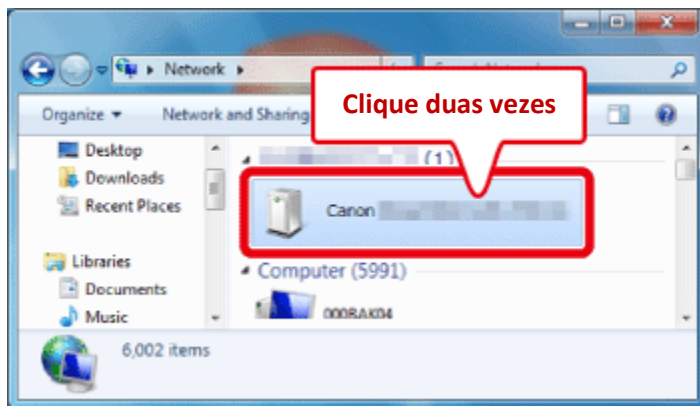 Network
Organize
Network and Sharing
Clique duas vezes
Desktop
Downloads
Recent Places
Libraries
Documents
Music
(1)
Canon
Computer (5991)
000BAK04
6,002 items